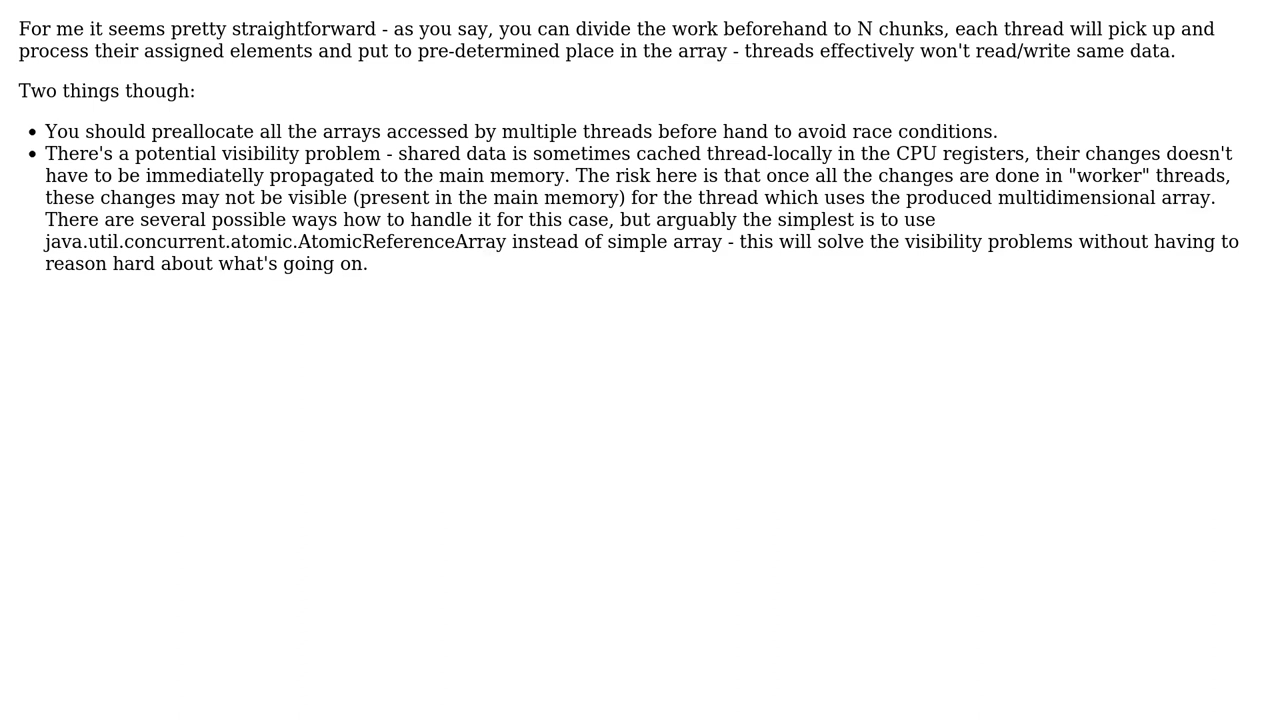 For me it seems pretty straightforward - as you say, you can divide the work beforehand to N chunks, each thread will pick up and
process their assigned elements and put to pre-determined place in the array - threads effectively won't read/write same data.
Two things though:
• You should preallocate all the arrays accessed by multiple threads before hand to avoid race conditions.
• There's a potential visibility problem - shared data is sometimes cached thread-locally in the CPU registers, their changes doesn't
have to be immediatelly propagated to the main memory. The risk here is that once all the changes are done in "worker" threads,
these changes may not be visible (present in the main memory) for the thread which uses the produced multidimensional array.
There are several possible ways how to handle it for this case, but arguably the simplest is to use
java.util.concurrent.atomic.AtomicReferenceArray instead of simple array - this will solve the visibility problems without having to
reason hard about what's going on.